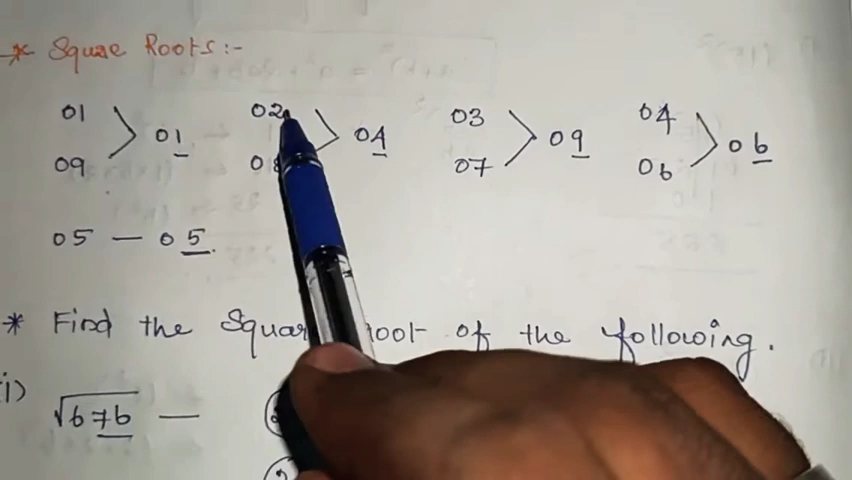 * Square Roots:-
01 02 03 04
01 04 09 06
09 08 07 06
05 — 05.
* Find the Square Root of the following.
i) √676 —